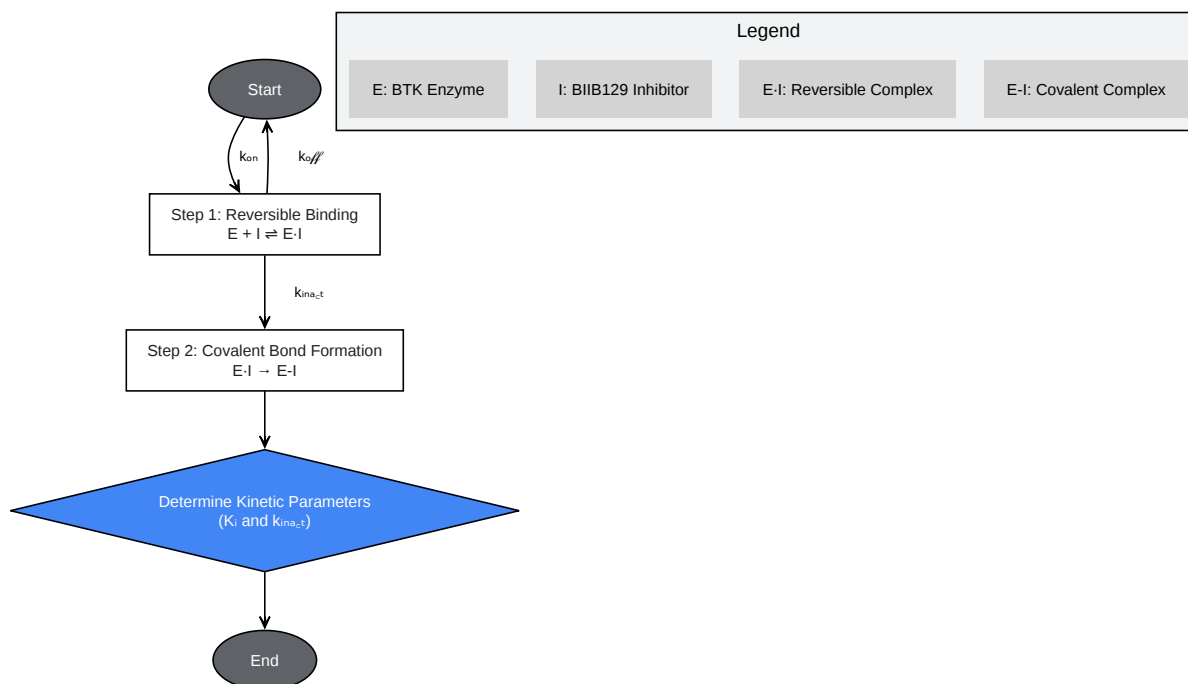 Legend
E: BTK Enzyme
I: BIIB129 Inhibitor
E·I: Reversible Complex
E-I: Covalent Complex
Start
kₒₙ
kₒ𝒻𝒻
Step 1: Reversible Binding
E + I ⇌ E·I
kᵢₙₐ꜀ₜ
Step 2: Covalent Bond Formation
E·I → E-I
Determine Kinetic Parameters
(Kᵢ and kᵢₙₐ꜀ₜ)
End